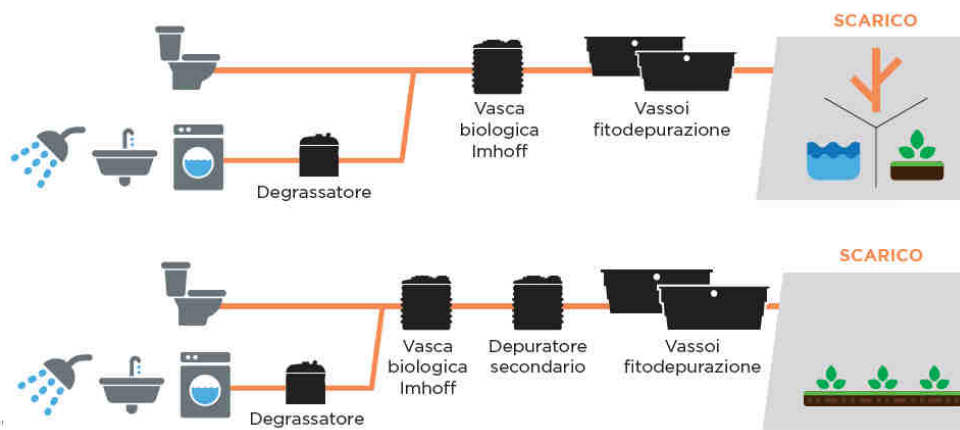 SCARICO
Vasca
biologica
Imhoff
Vassoi
fitodepurazione
Degrassatore
SCARICO
Vasca
biologica
Imhoff
Depuratore
secondario
Vassoi
fitodepurazione
Degrassatore